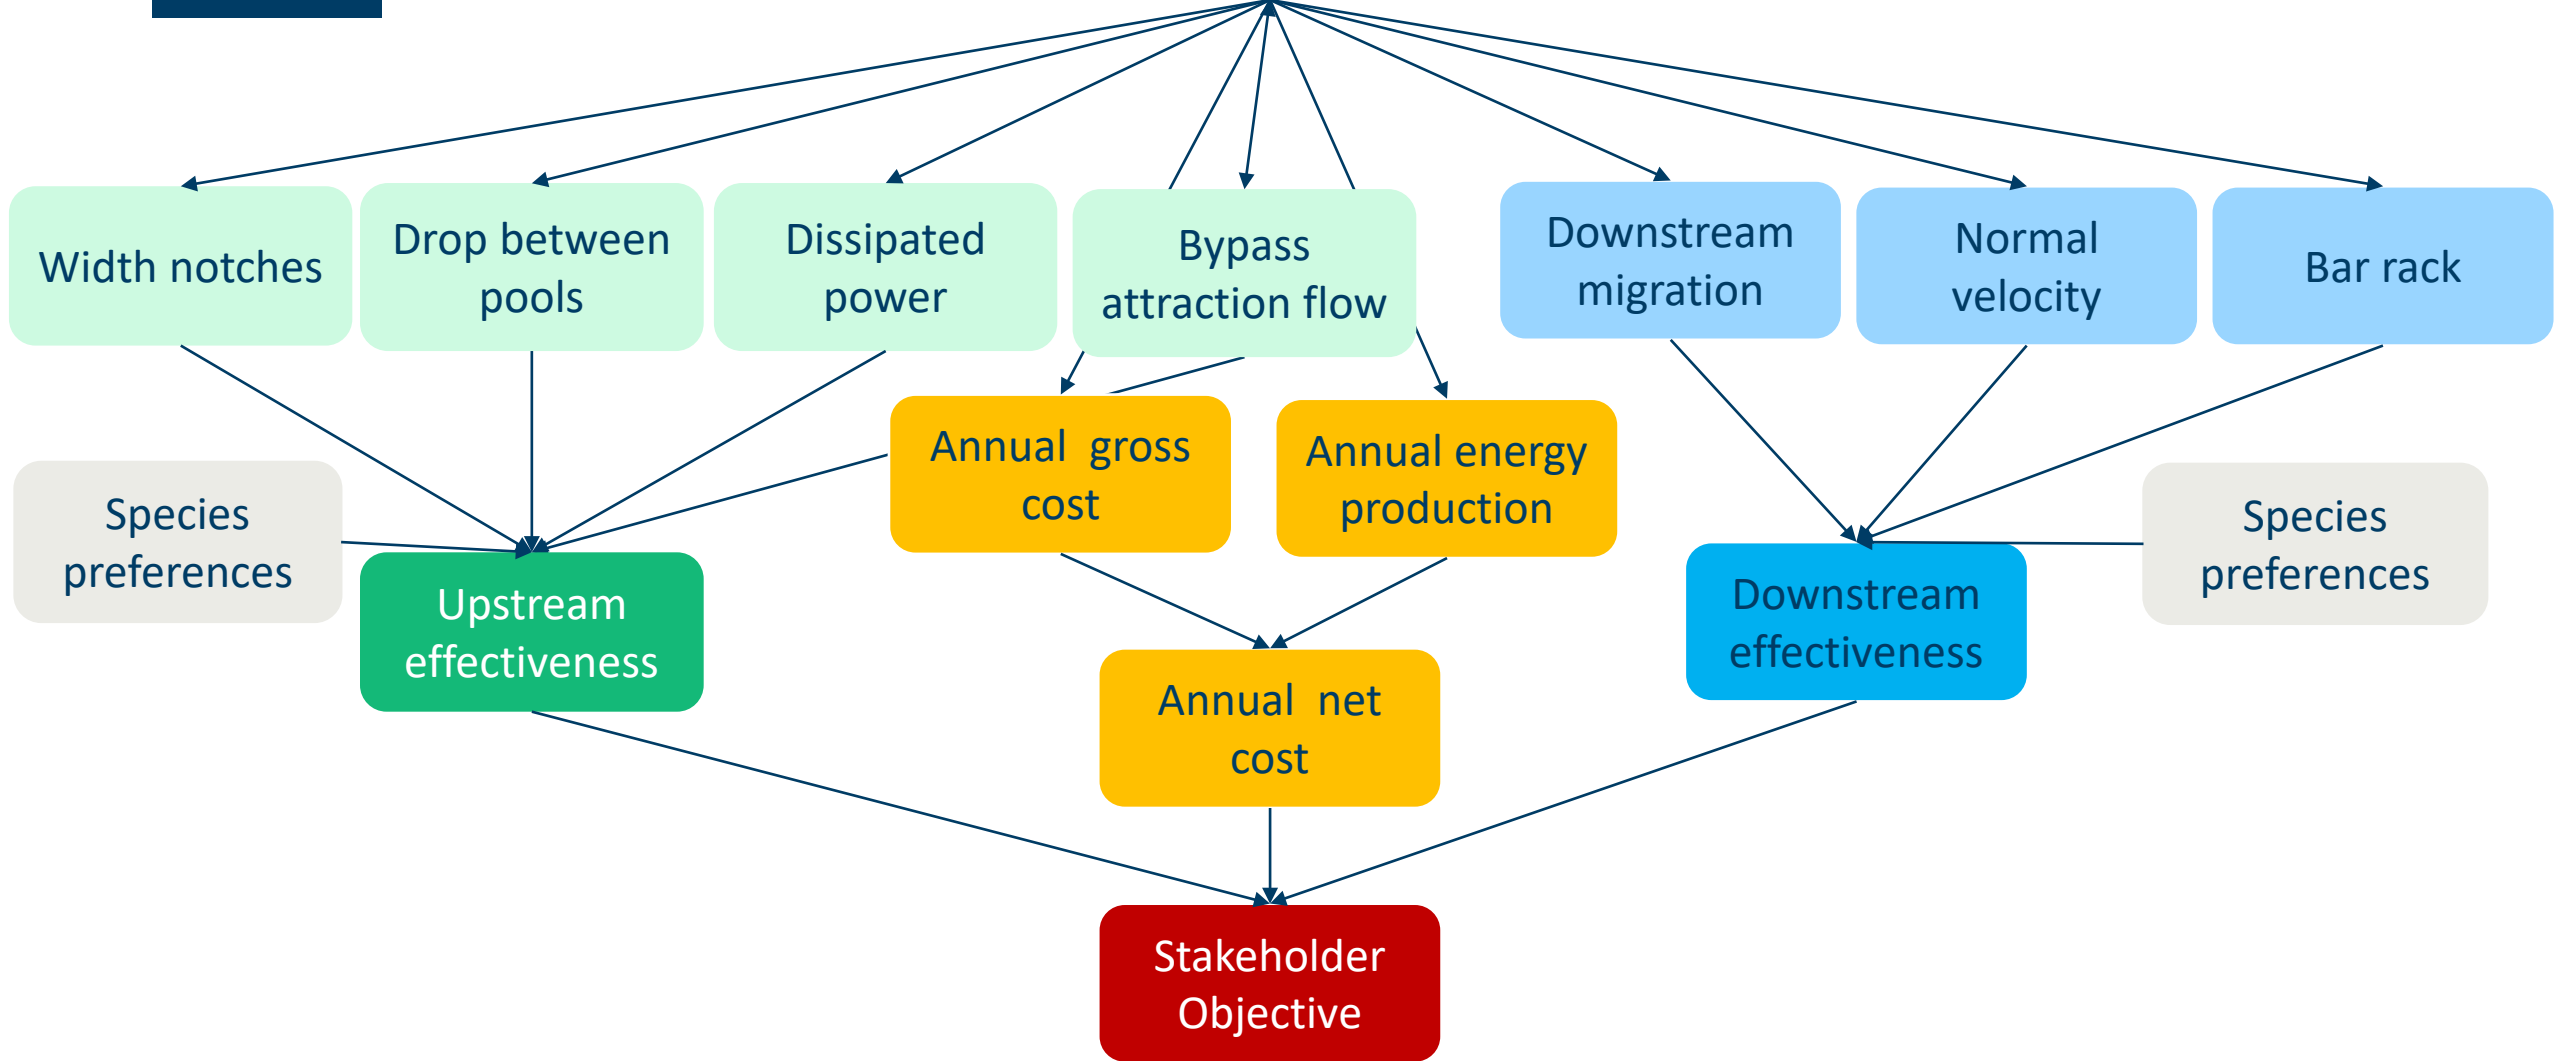 Width notches
Drop between
pools
Dissipated
power
Bypass
attraction flow
Downstream
migration
Normal
velocity
Bar rack
Annual  gross
cost
Annual energy
production
Species
preferences
Species
preferences
Upstream
effectiveness
Downstream
effectiveness
Annual  net
cost
Stakeholder
Objective